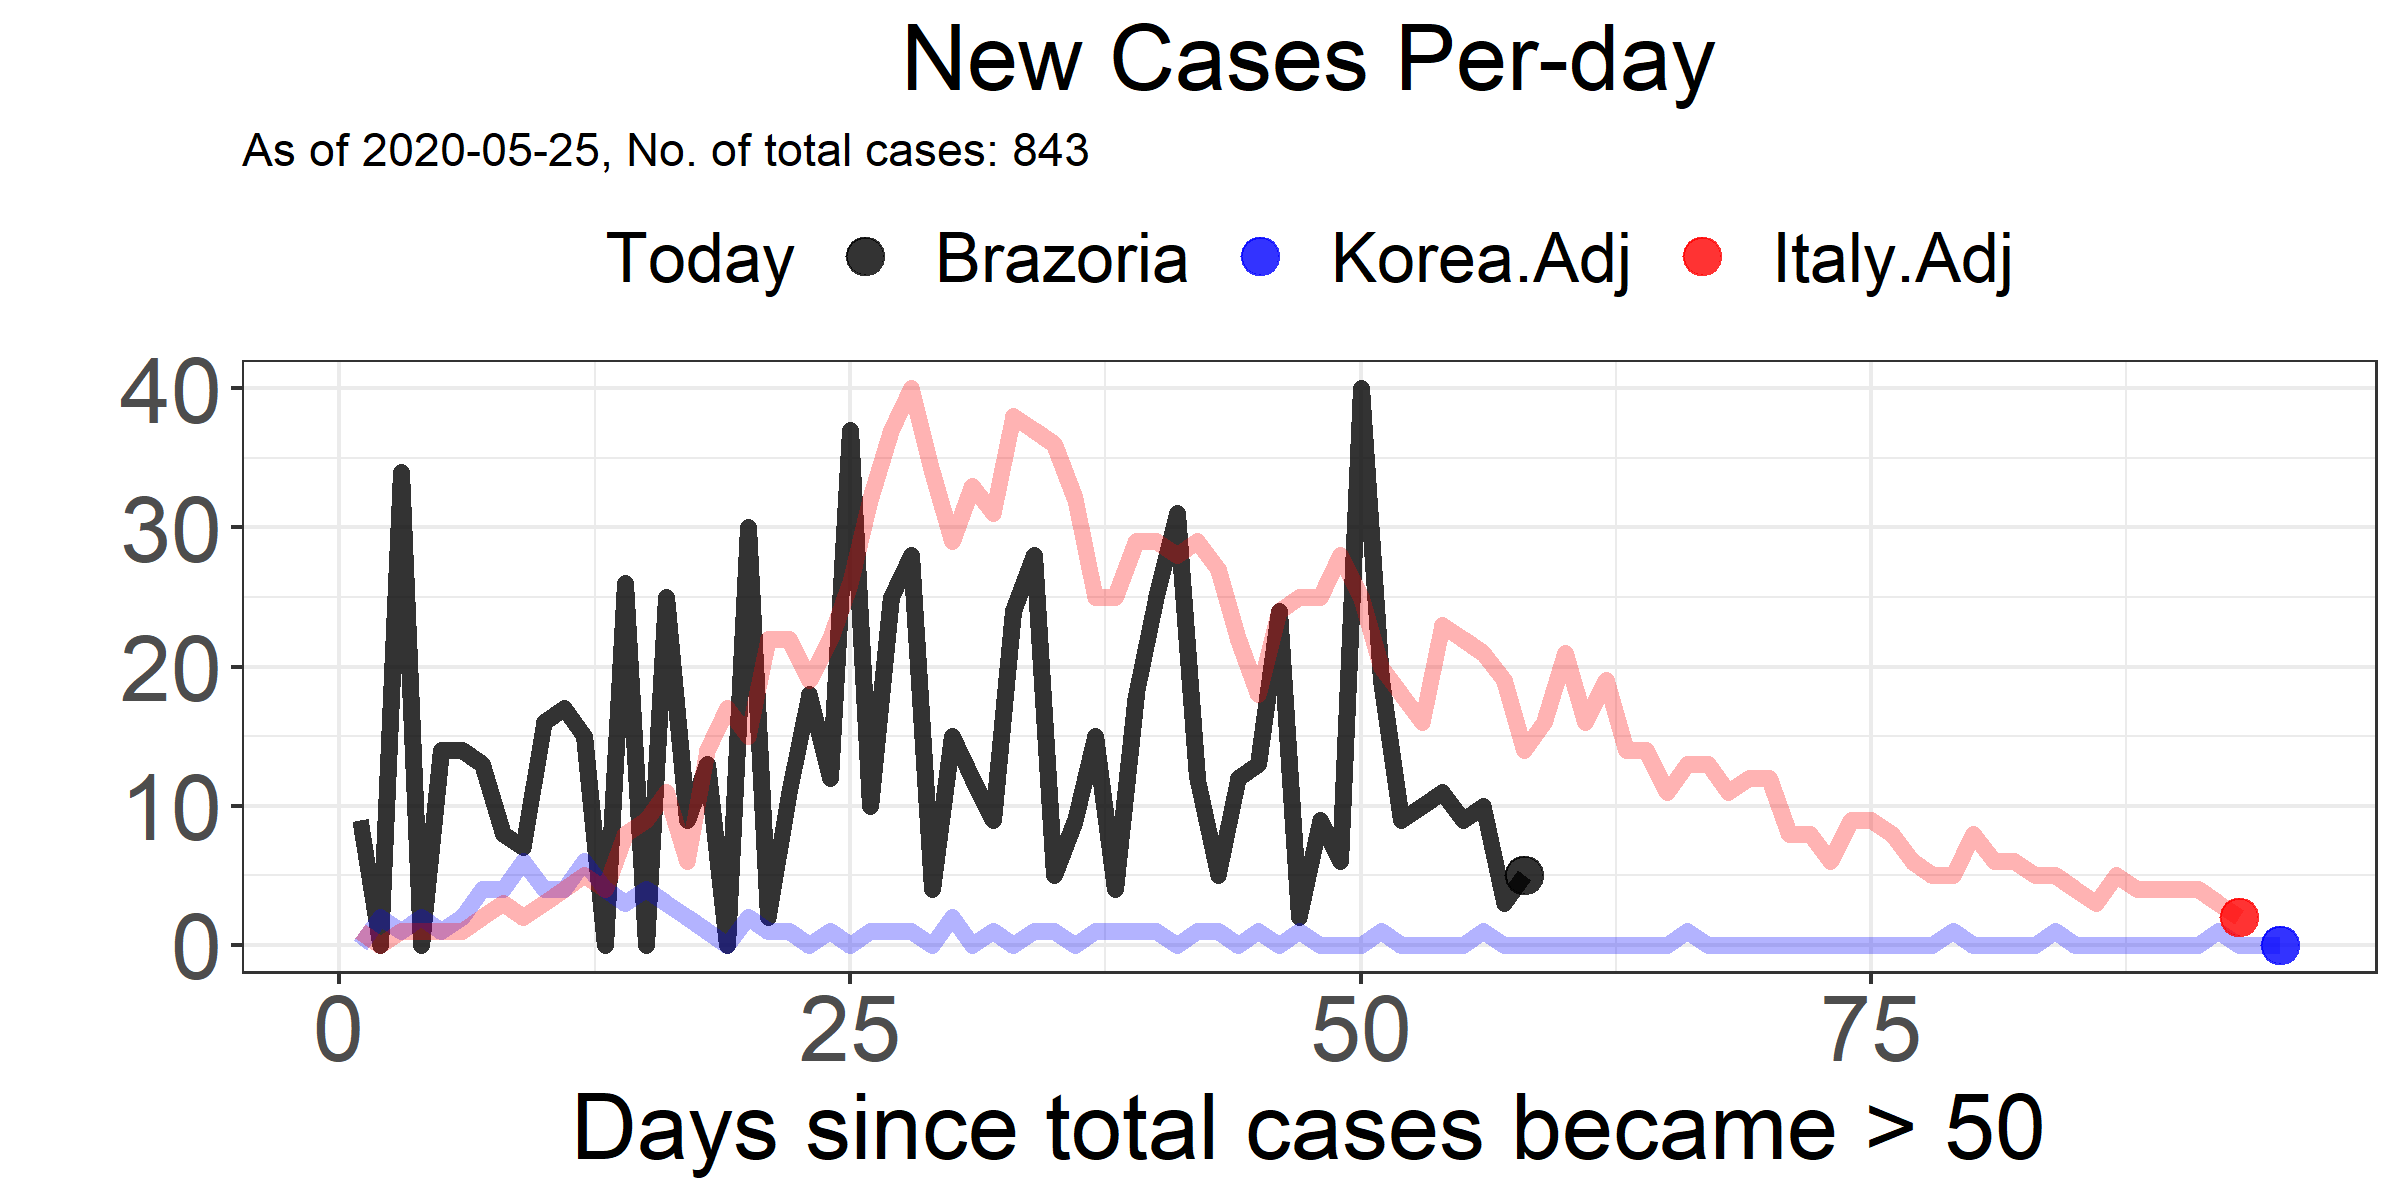 New Cases Per-day
As of 2020-05-25, No. of total cases: 843
Today Brazoria Korea.Adj Italy.Adj
40
30
20
10
0
0 25 50 75
Days since total cases became > 50